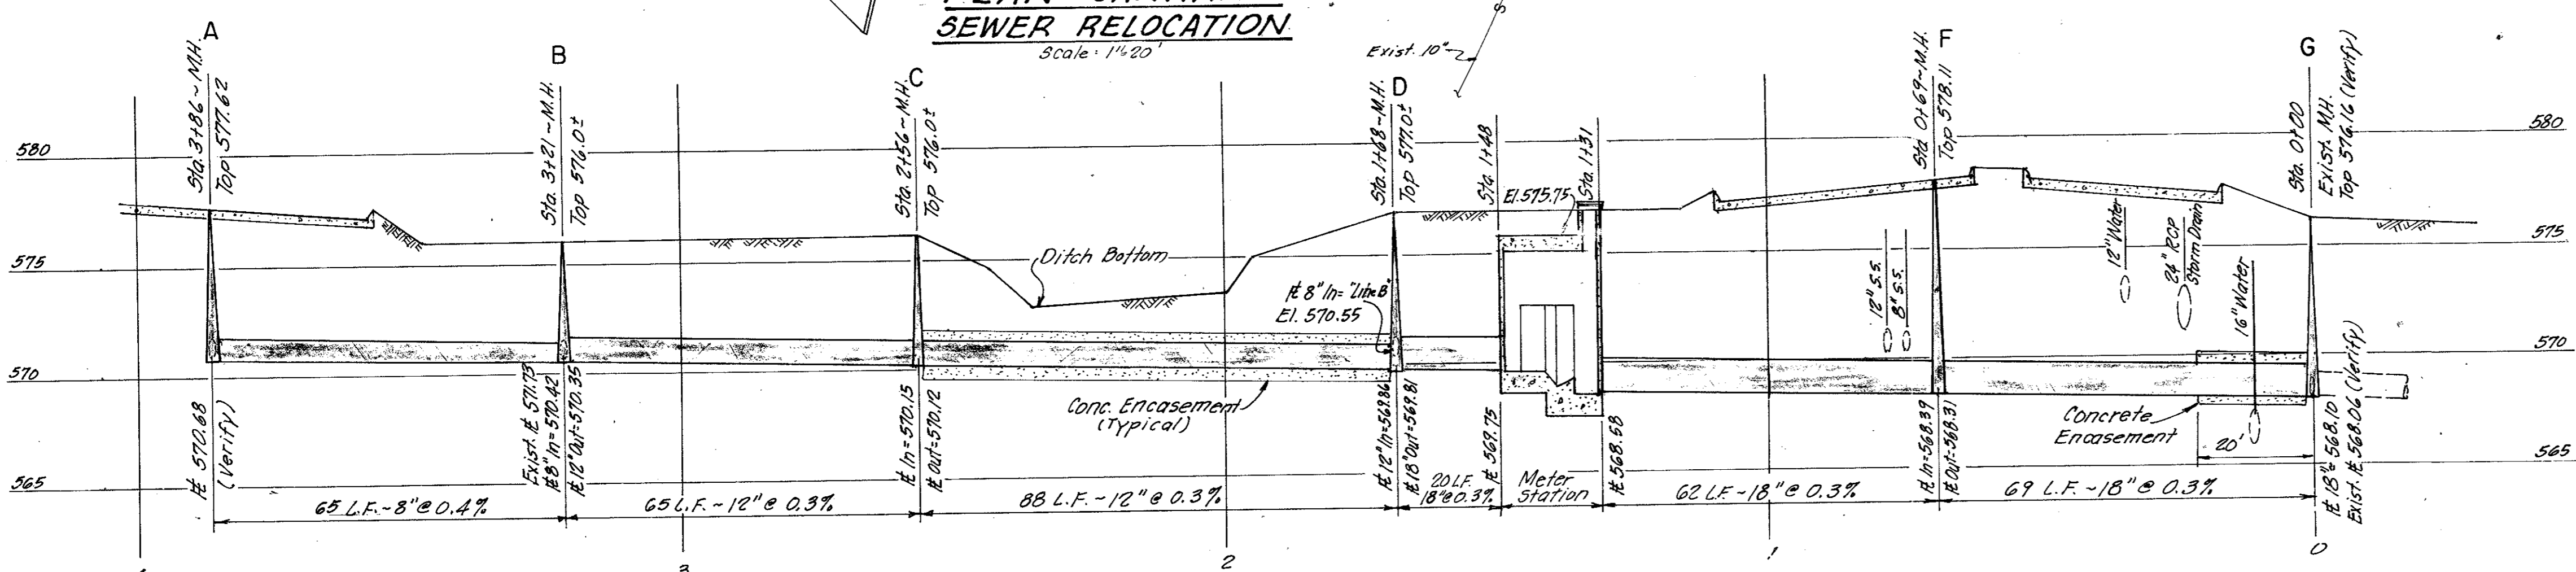 SEWER RELOCATION
Scale: 1"=20'
Exist. 10"
S
A
B
C
D
F
G
Sta. 3+86 ~ M.H.
Top 577.62
Sta. 3+21 ~ M.H.
Top 576.0±
Sta. 2+56 ~ M.H.
Top 576.0±
Sta. 1+68 ~ M.H.
Top 577.0±
Sta. 1+48
El. 575.75
Sta. 1+31
Sta. 0+69 ~ M.H.
Top 578.11
Sta. 0+00
Exist. M.H.
Top 576.16 (Verify)
580
580
575
575
570
570
565
565
Ditch Bottom
8" In = "Line B"
El. 570.55
12" S.S.
8" S.S.
12" Water
24" RCP
Storm Drain
16" Water
Conc. Encasement
(Typical)
Concrete
Encasement
20'
570.68
(Verify)
Exist. 571.73
8" In = 570.42
12" Out = 570.35
In = 570.15
Out = 570.12
12" In = 569.86
18" Out = 569.81
569.75
568.58
In = 568.39
Out = 568.31
18" = 568.10
Exist. 568.06 (Verify)
65 L.F. ~ 8" @ 0.4%
65 L.F. ~ 12" @ 0.3%
88 L.F. ~ 12" @ 0.3%
20 L.F.
18" @ 0.3%
Meter
Station
62 L.F. ~ 18" @ 0.3%
69 L.F. ~ 18" @ 0.3%
3
2
1
0